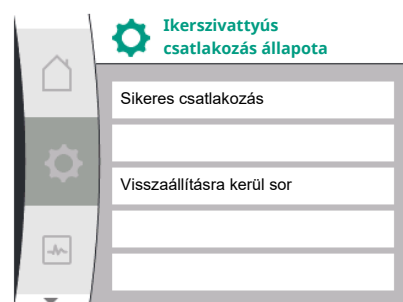 Ikerszivattyús
csatlakozás állapota
Sikeres csatlakozás
Visszaállításra kerül sor